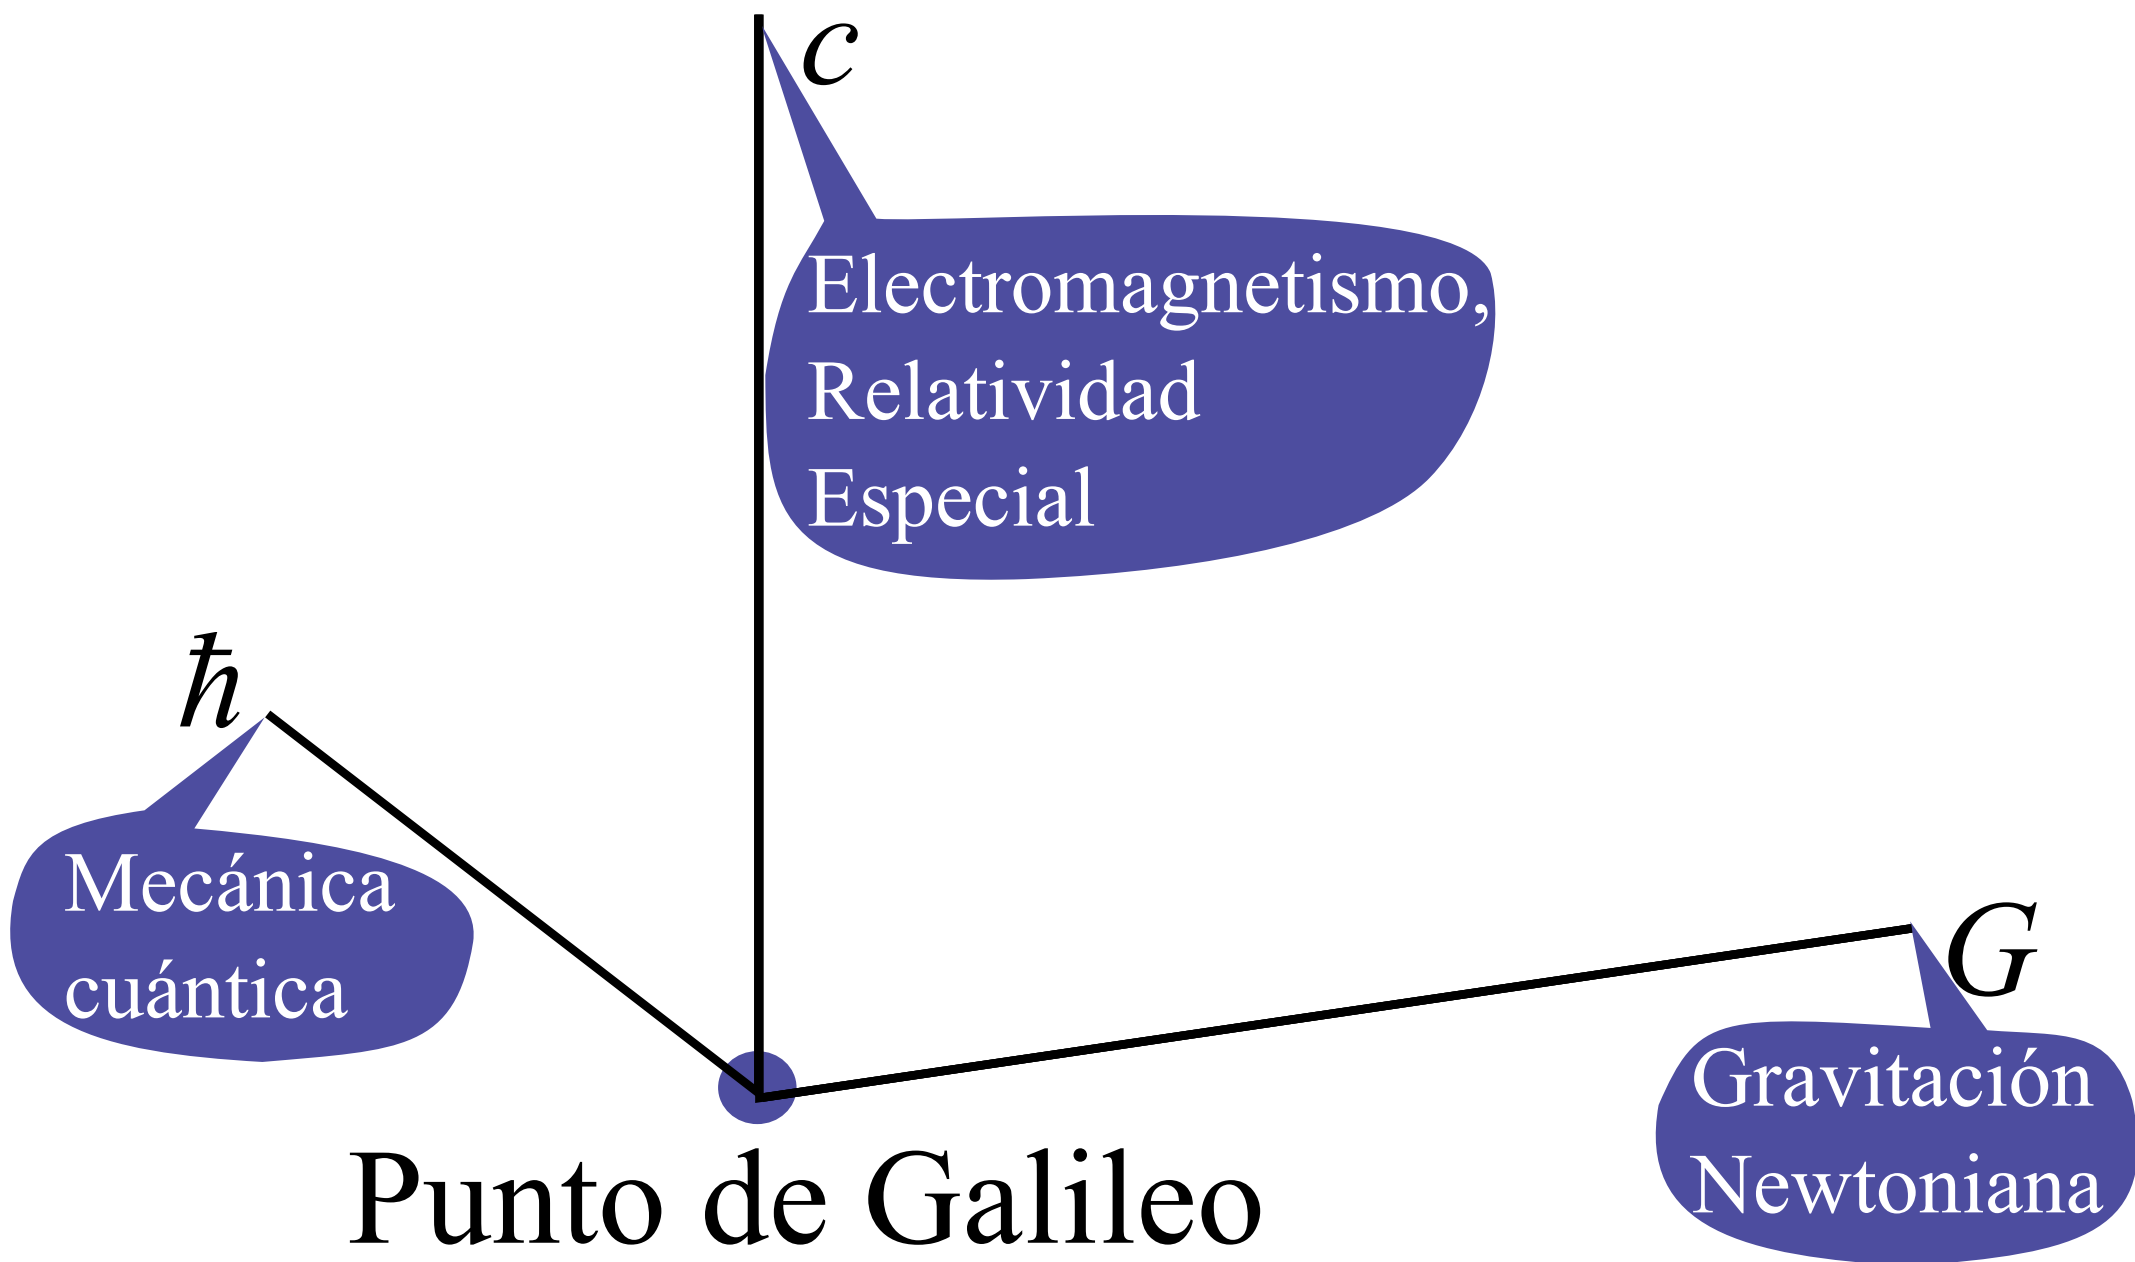 c
Electromagnetismo,
Relatividad
Especial
ħ
Mecánica
cuántica
G
Gravitación
Newtoniana
Punto de Galileo